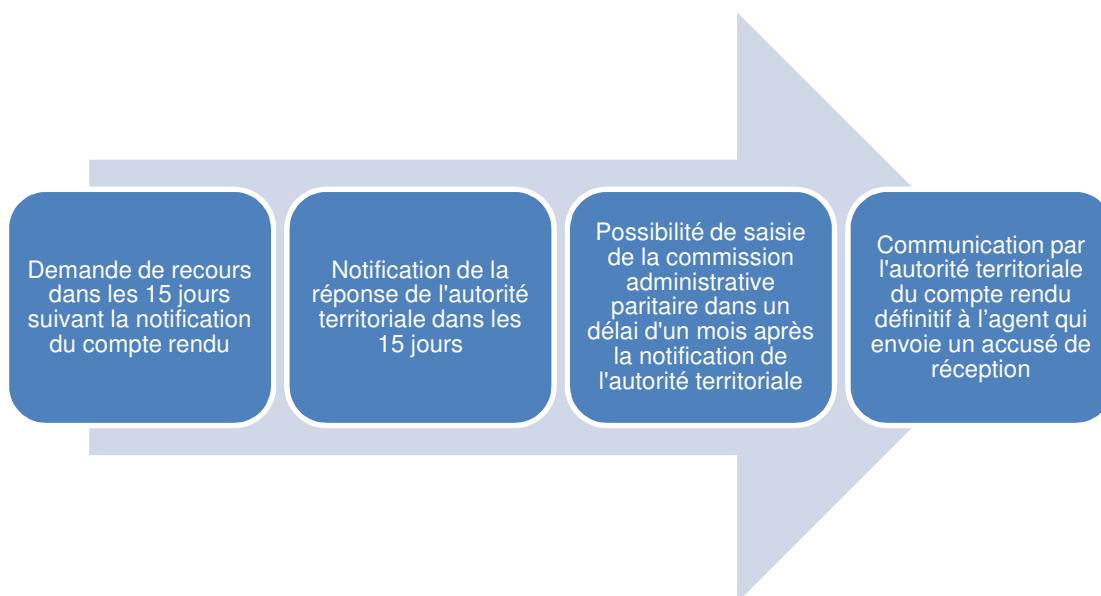 Demande de recours
dans les 15 jours
suivant la notification
du compte rendu
Notification de la
réponse de l'autorité
territoriale dans les
15 jours
Possibilité de saisie
de la commission
administrative
paritaire dans un
délai d'un mois après
la notification de
l'autorité territoriale
Communication par
l'autorité territoriale
du compte rendu
définitif à l’agent qui
envoie un accusé de
réception